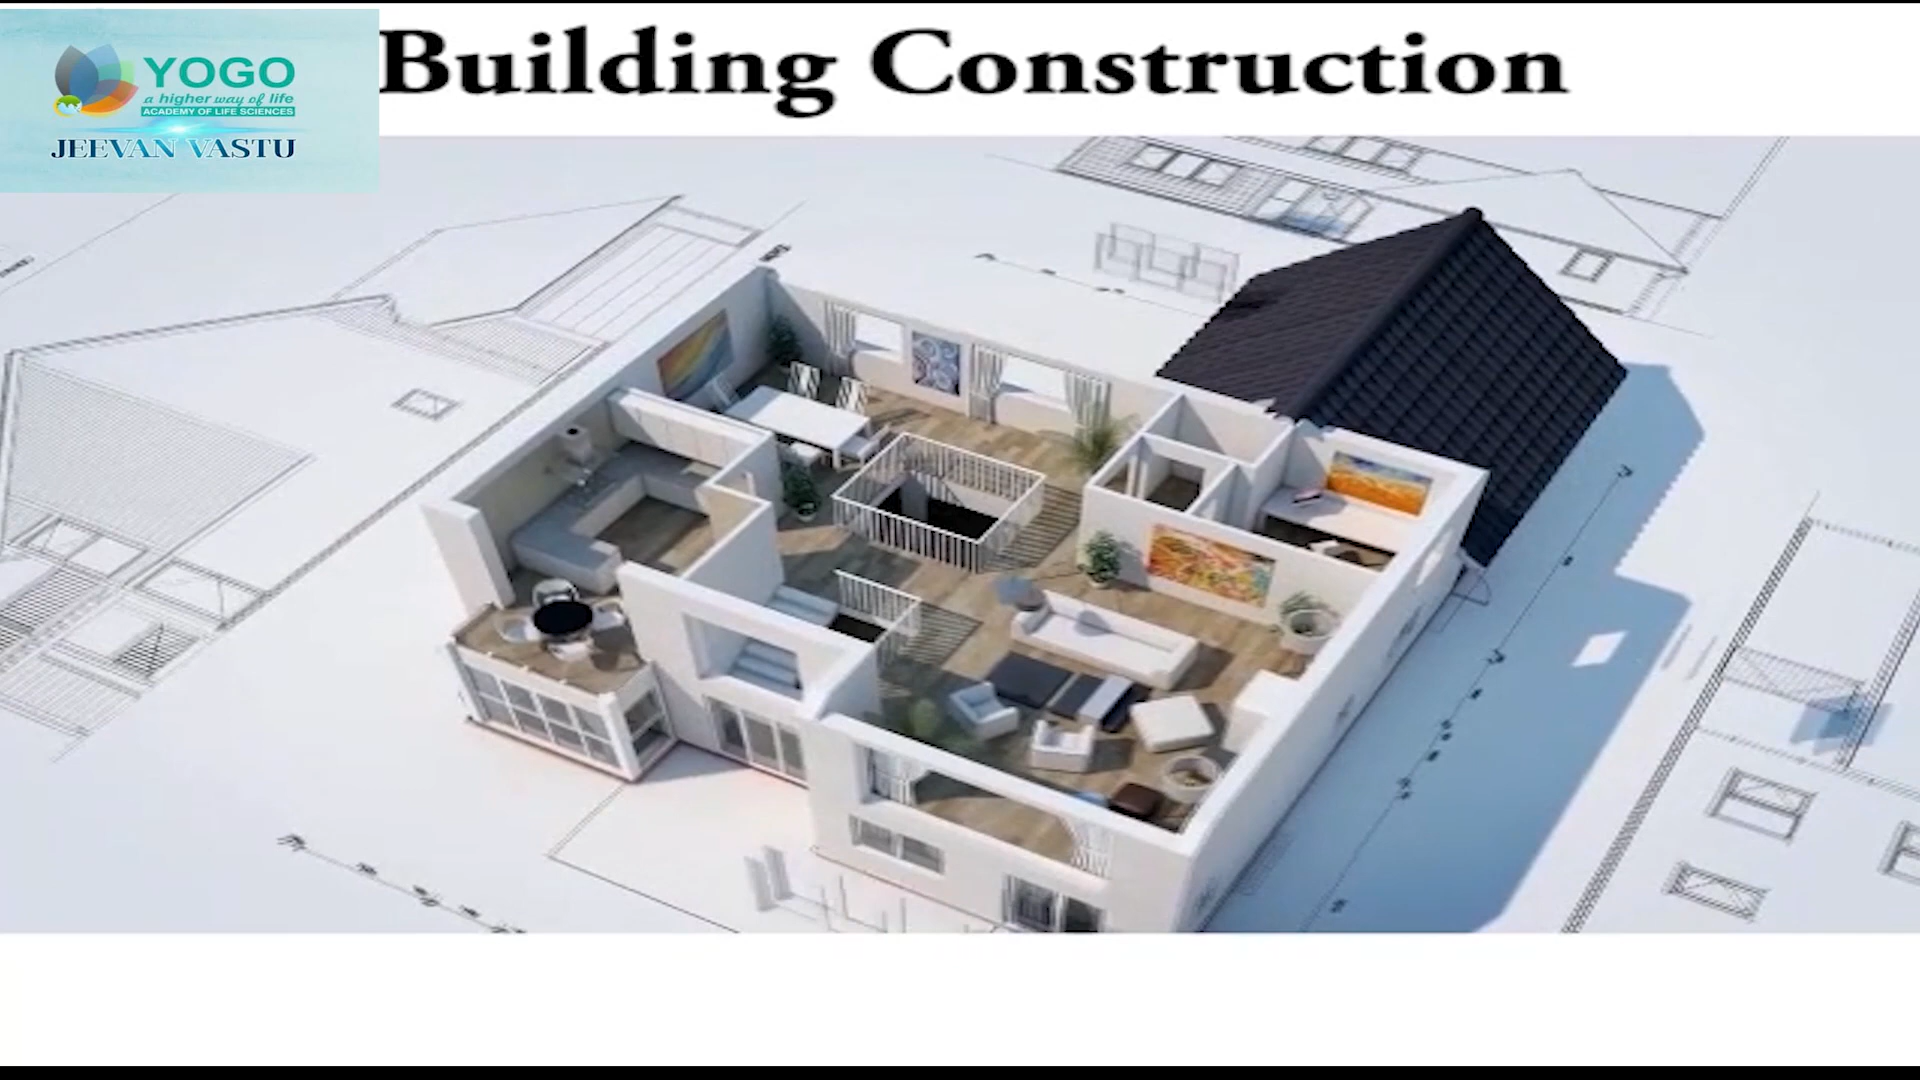 Building Construction
YOGO
a higher way of life
ACADEMY OF LIFE SCIENCES
JEEVAN VASTU